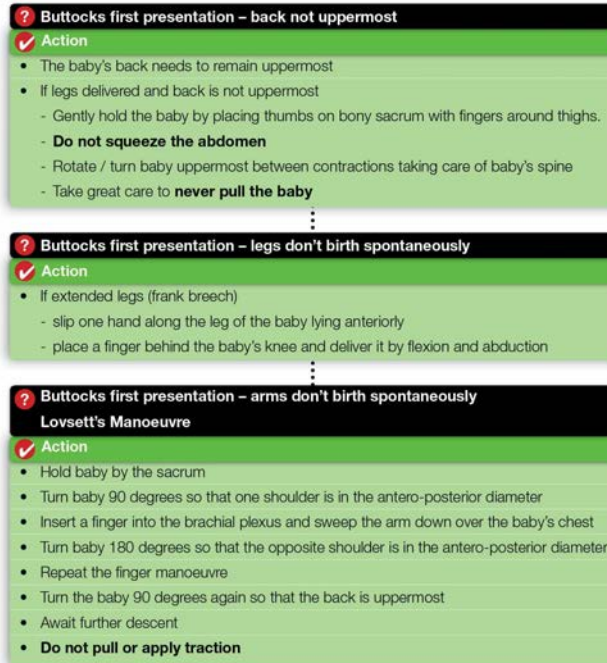 ? Buttocks first presentation – back not uppermost
Action
• The baby's back needs to remain uppermost
• If legs delivered and back is not uppermost
- Gently hold the baby by placing thumbs on bony sacrum with fingers around thighs.
- Do not squeeze the abdomen
- Rotate / turn baby uppermost between contractions taking care of baby's spine
- Take great care to never pull the baby
? Buttocks first presentation – legs don't birth spontaneously
Action
• If extended legs (frank breech)
- slip one hand along the leg of the baby lying anteriorly
- place a finger behind the baby's knee and deliver it by flexion and abduction
? Buttocks first presentation – arms don't birth spontaneously
Lovsett's Manoeuvre
Action
• Hold baby by the sacrum
• Turn baby 90 degrees so that one shoulder is in the antero-posterior diameter
• Insert a finger into the brachial plexus and sweep the arm down over the baby's chest
• Turn baby 180 degrees so that the opposite shoulder is in the antero-posterior diameter
• Repeat the finger manoeuvre
• Turn the baby 90 degrees again so that the back is uppermost
• Await further descent
• Do not pull or apply traction